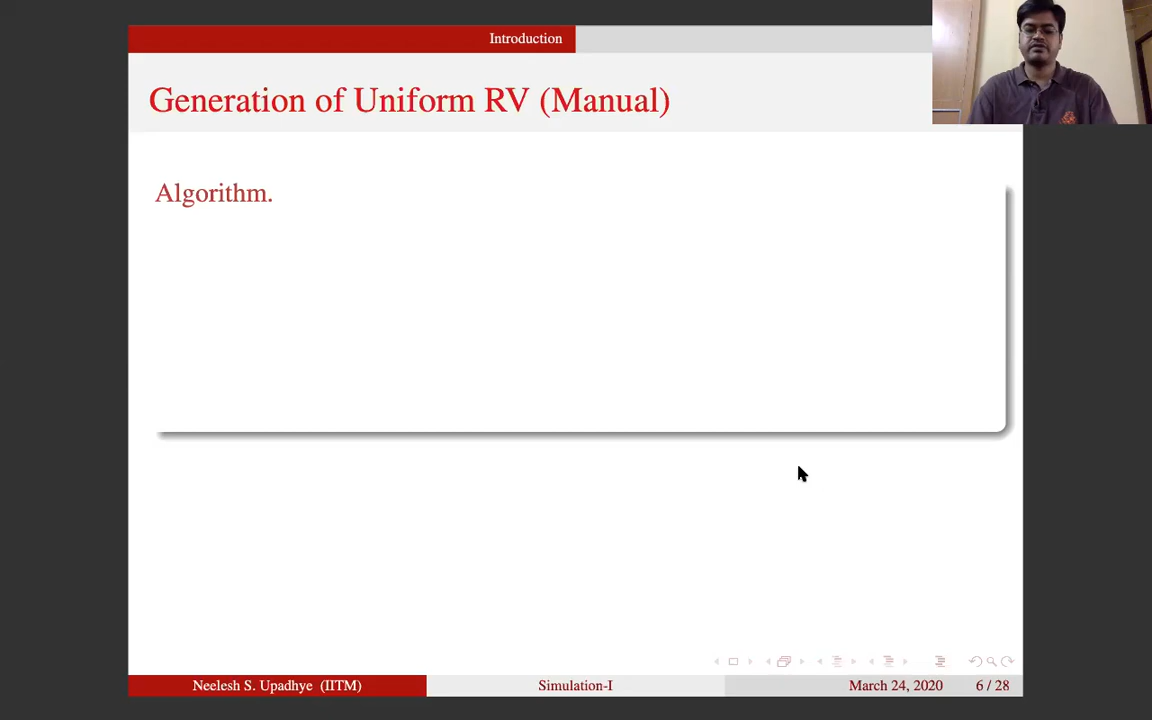 Introduction
Generation of Uniform RV (Manual)
Algorithm.
Neelesh S. Upadhye (IITM)
Simulation-I
March 24, 2020
6 / 28